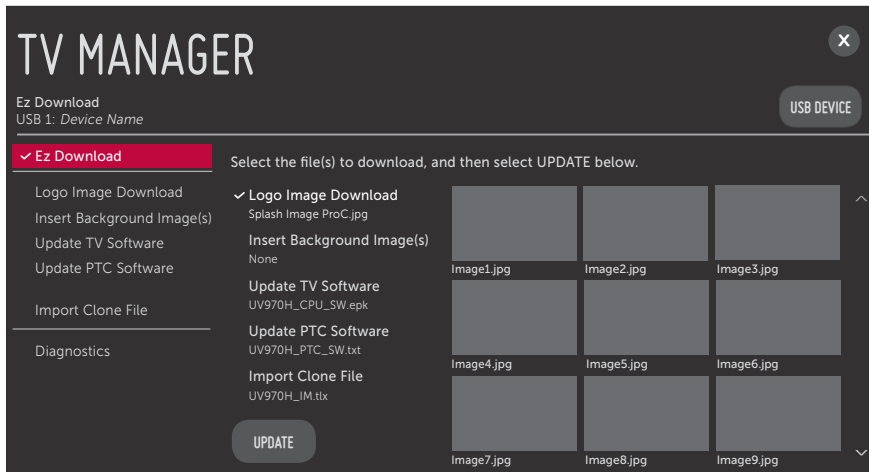 TV MANAGER
X
Ez Download
USB 1: Device Name
USB DEVICE
Ez Download
Logo Image Download
Insert Background Image(s)
Update TV Software
Update PTC Software
Import Clone File
Diagnostics
Select the file(s) to download, and then select UPDATE below.
Logo Image Download
Splash Image ProC.jpg
Insert Background Image(s)
None
Update TV Software
UV970H_CPU_SW.epk
Update PTC Software
UV970H_PTC_SW.txt
Import Clone File
UV970H_IM.tlx
UPDATE
Image1.jpg
Image2.jpg
Image3.jpg
Image4.jpg
Image5.jpg
Image6.jpg
Image7.jpg
Image8.jpg
Image9.jpg